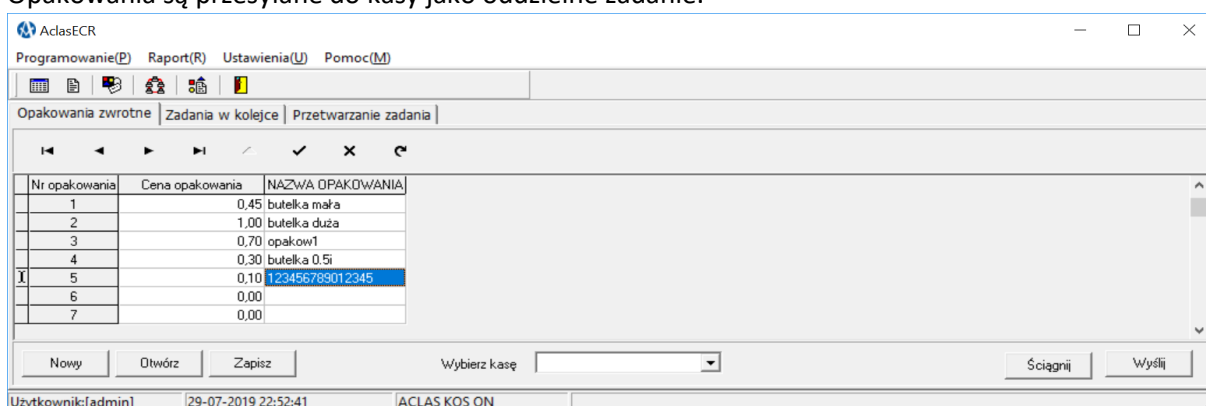 Opakowania są przesyłane do kasy jako oddzielne zadanie.
AclasECR
Programowanie(P) Raport(R) Ustawienia(U) Pomoc(M)
Opakowania zwrotne Zadania w kolejce Przetwarzanie zadania
Nr opakowania Cena opakowania NAZWA OPAKOWANIA
1 0,45 butelka mała
2 1,00 butelka duża
3 0,70 opakow1
4 0,30 butelka 0.5i
5 0,10 123456789012345
6 0,00
7 0,00
Nowy Otwórz Zapisz Wybierz kasę Ściągnij Wyślij
Użytkownik:[admin] 29-07-2019 22:52:41 ACLAS KOS ON